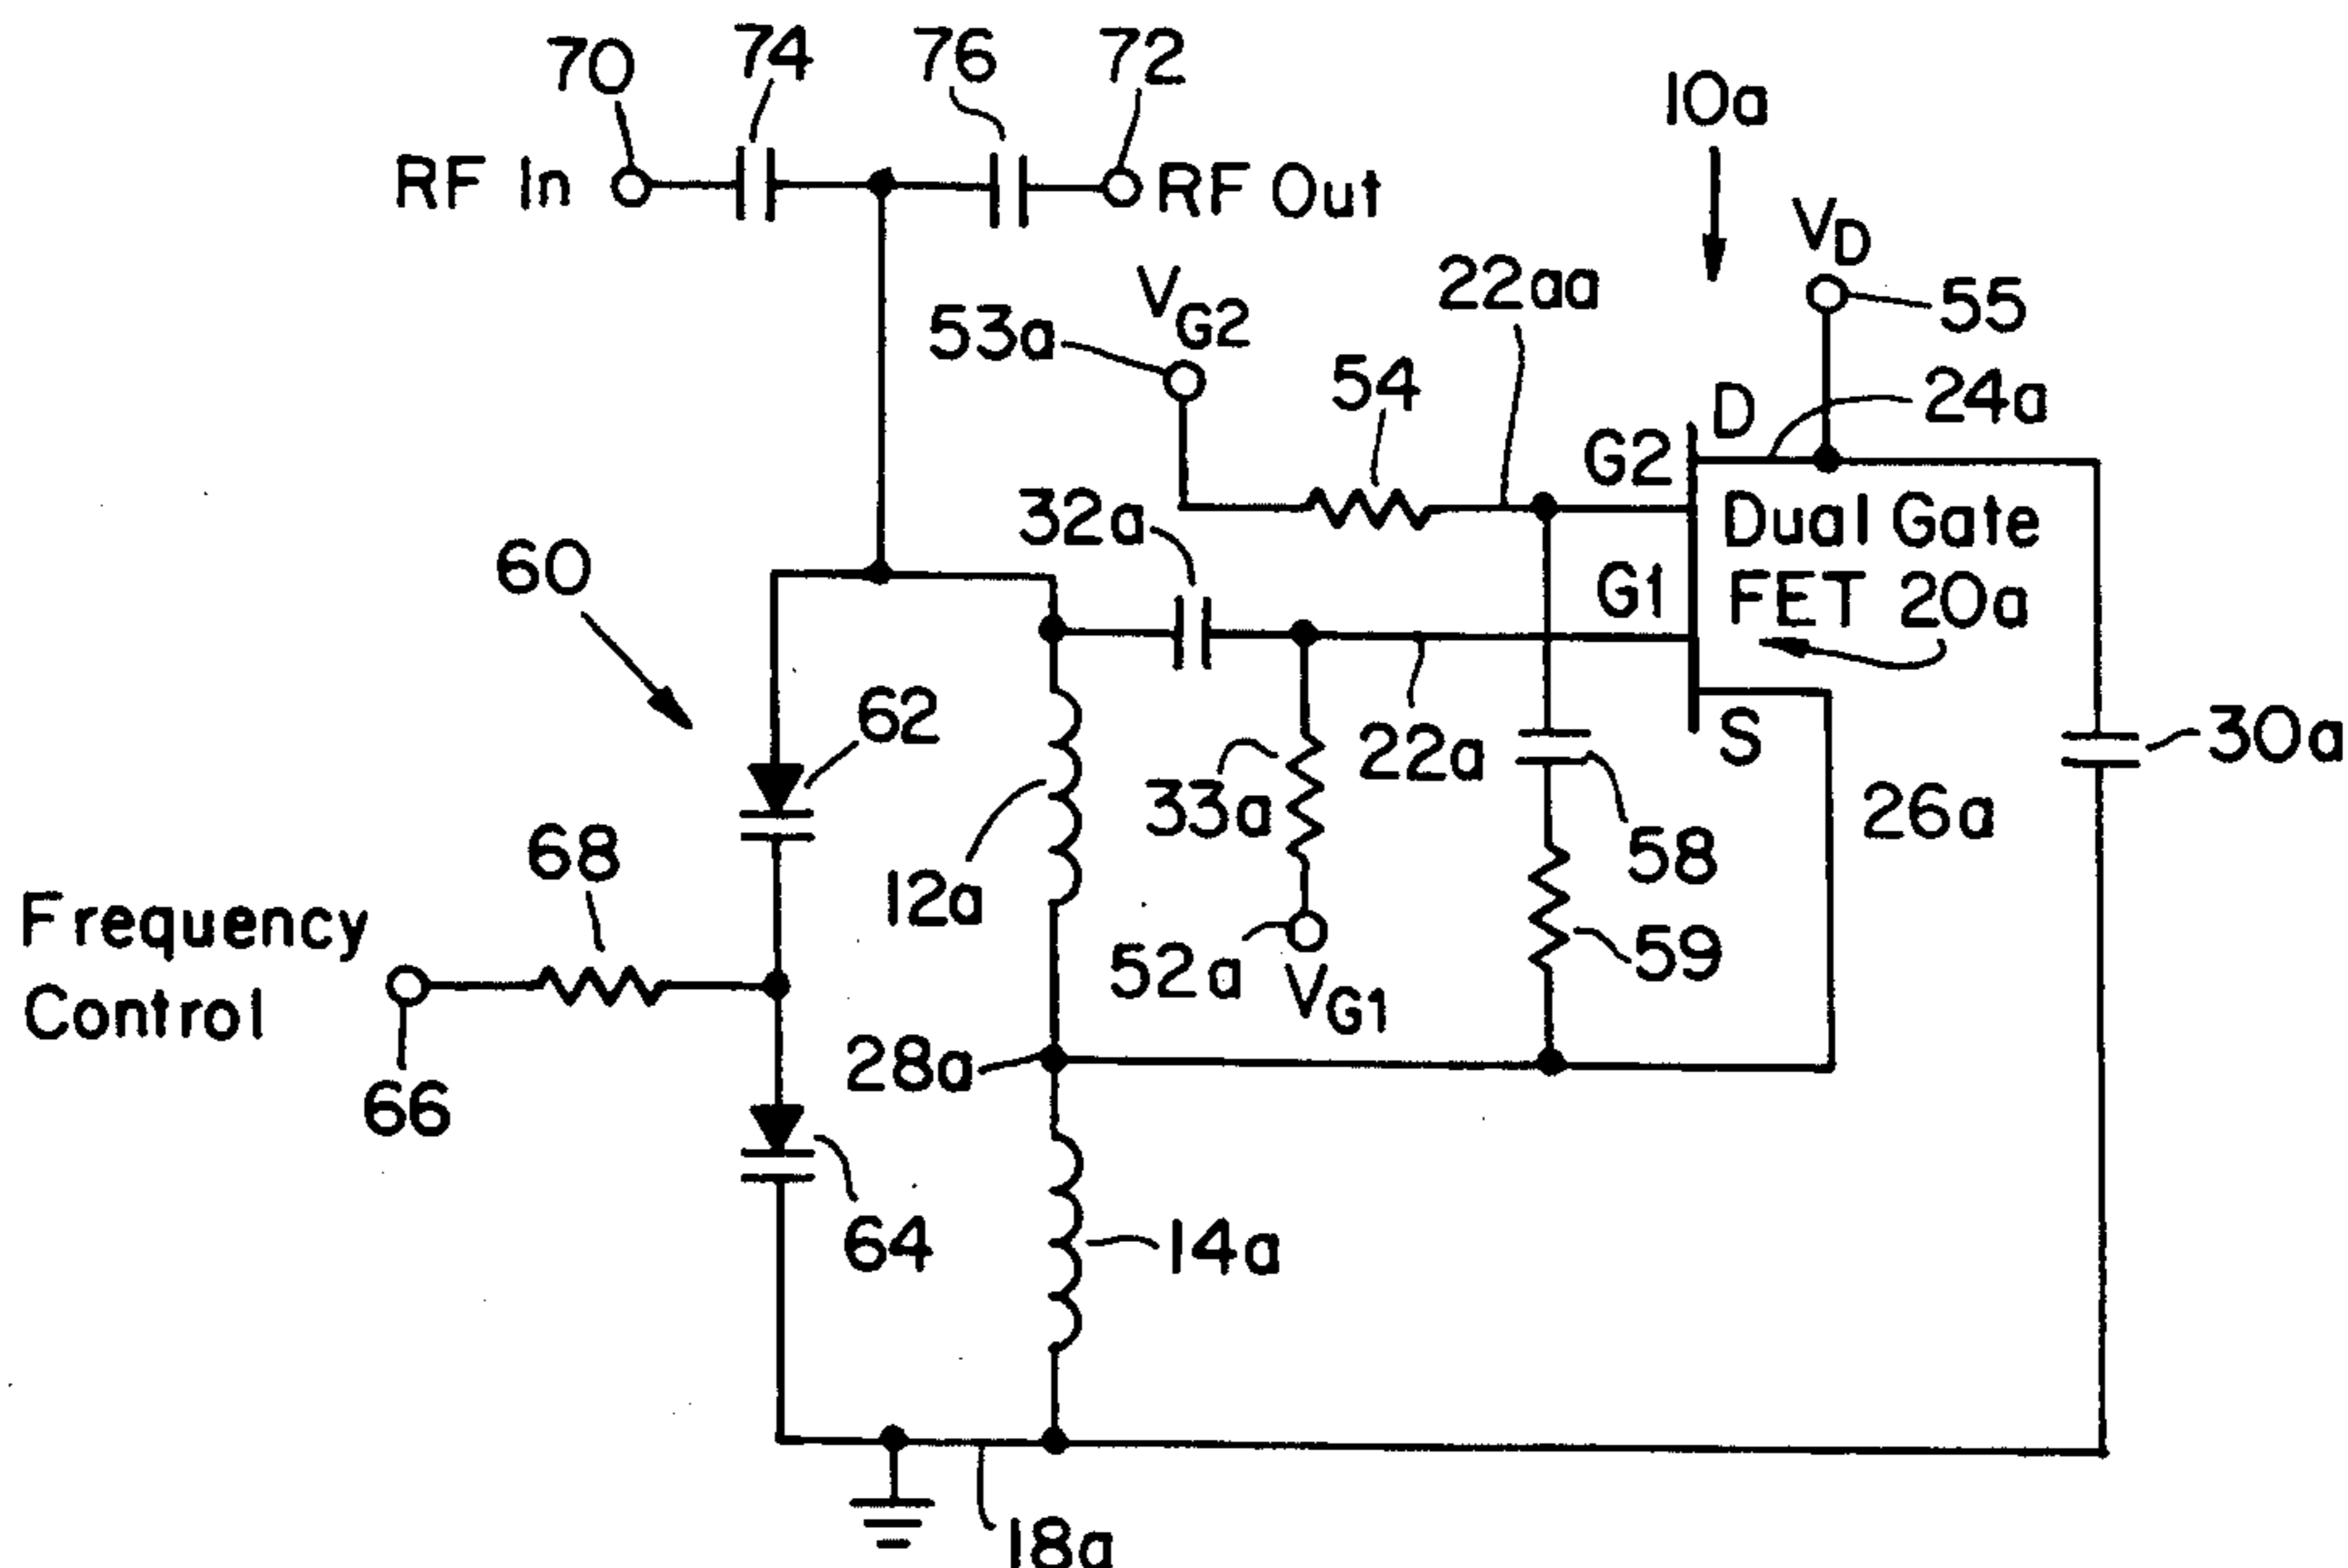 70
74
76
72
10a
RF In
RF Out
VD
55
VG2
53a
22aa
54
24a
D
G2
32a
Dual Gate
60
G1
FET 20a
62
S
30a
33a
22a
26a
68
12a
58
Frequency
Control
52a
VG1
59
28a
66
64
14a
18a